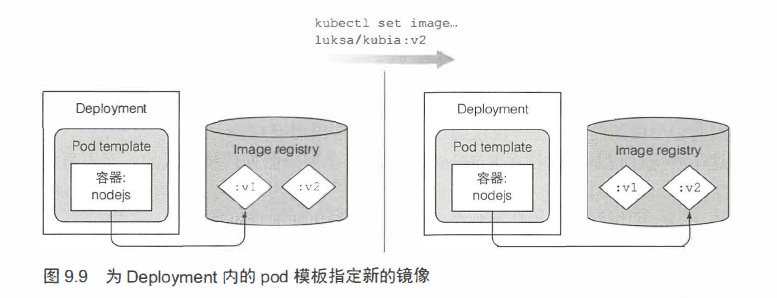 kubectl set image…
luksa/kubia:v2
Deployment
Pod template
容器:
nodejs
Image registry
:v1
:v2
Deployment
Pod template
容器:
nodejs
Image registry
:v1
:v2
图 9.9 为 Deployment 内的 pod 模板指定新的镜像